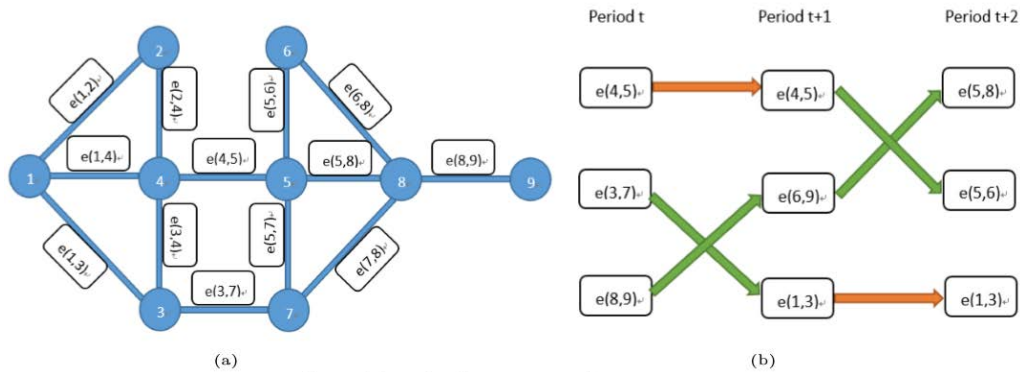 2
6
e(1,2)
e(2,4)
e(5,6)
e(6,8)
e(1,4)
e(4,5)
e(5,8)
e(8,9)
1
4
5
8
9
e(1,3)
e(3,4)
e(5,7)
e(7,8)
e(3,7)
3
7
(a)
Period t Period t+1 Period t+2
e(4,5) e(4,5) e(5,8)
e(3,7) e(6,9) e(5,6)
e(8,9) e(1,3) e(1,3)
(b)